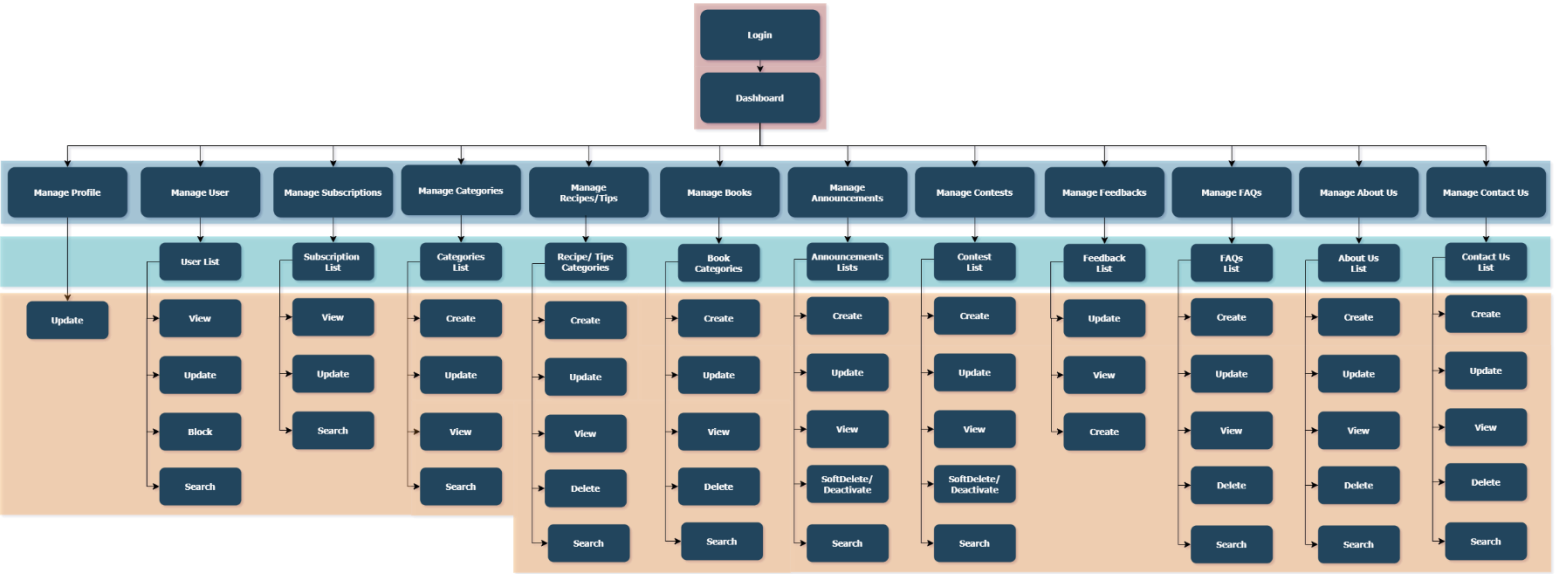 Login
Dashboard
Manage Profile
Manage User
Manage Subscriptions
Manage Categories
Manage
Recipes/Tips
Manage Books
Manage
Announcements
Manage Contests
Manage Feedbacks
Manage FAQs
Manage About Us
Manage Contact Us
User List
Subscription
List
Categories
List
Recipe/ Tips
Categories
Book
Categories
Announcements
Lists
Contest
List
Feedback
List
FAQs
List
About Us
List
Contact Us
List
Update
View
Update
Block
Search
View
Update
Search
Create
Update
View
Search
Create
Update
View
Delete
Search
Create
Update
View
Delete
Search
Create
Update
View
SoftDelete/
Deactivate
Search
Create
Update
View
SoftDelete/
Deactivate
Search
Update
View
Create
Create
Update
View
Delete
Search
Create
Update
View
Delete
Search
Create
Update
View
Delete
Search